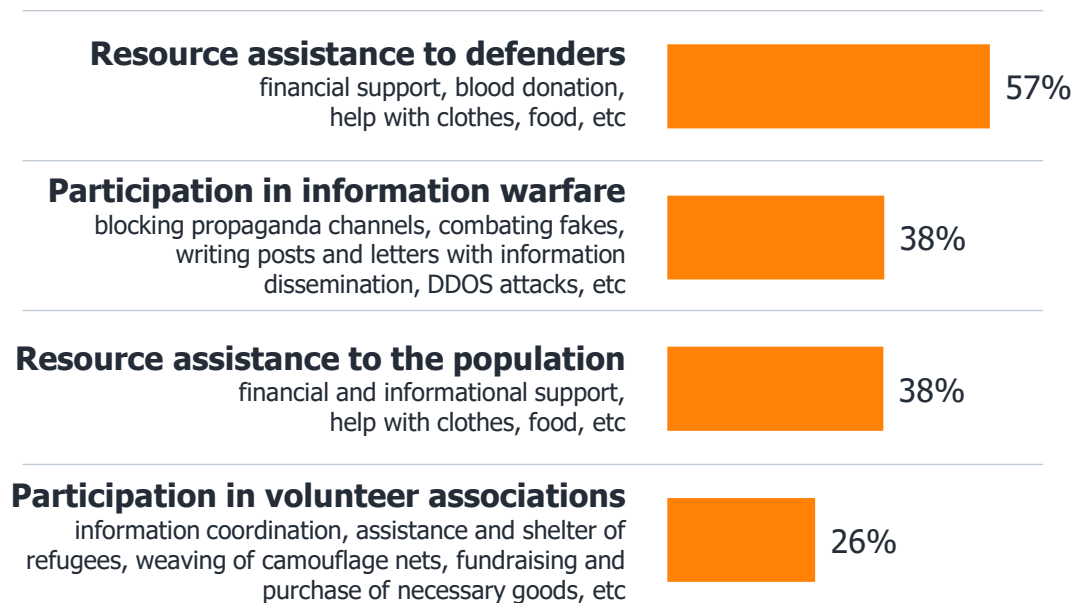 Resource assistance to defenders
financial support, blood donation,
help with clothes, food, etc
57%
Participation in information warfare
blocking propaganda channels, combating fakes,
writing posts and letters with information
dissemination, DDOS attacks, etc
38%
Resource assistance to the population
financial and informational support,
help with clothes, food, etc
38%
Participation in volunteer associations
information coordination, assistance and shelter of
refugees, weaving of camouflage nets, fundraising and
purchase of necessary goods, etc
26%